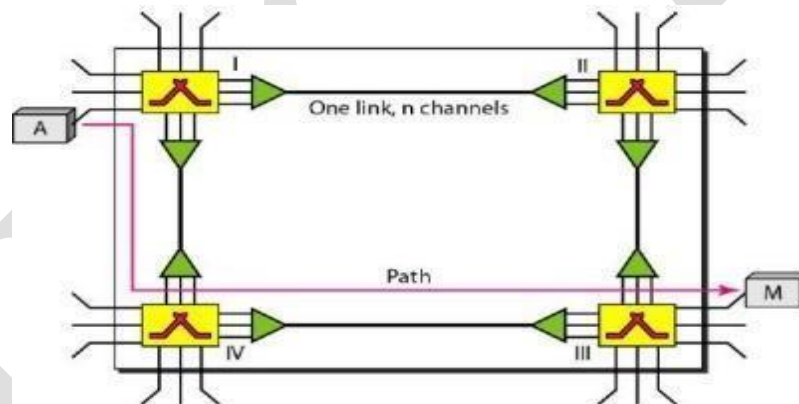 I
II
One link, n channels
A
Path
M
IV
III